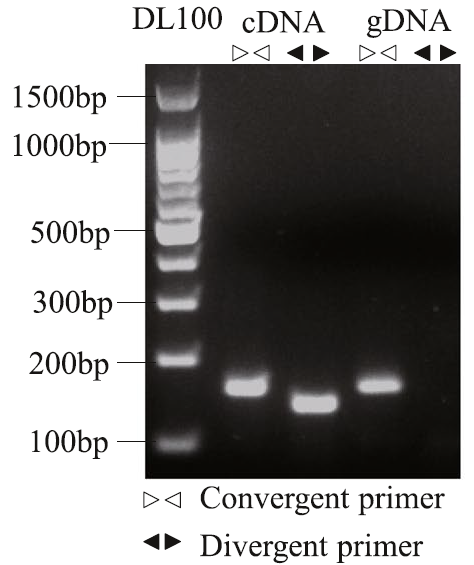 DL100 cDNA gDNA
▷◁ ◀▶ ▷◁ ◀▶
1500bp
1000bp
500bp
300bp
200bp
100bp
▷◁ Convergent primer
◀▶ Divergent primer